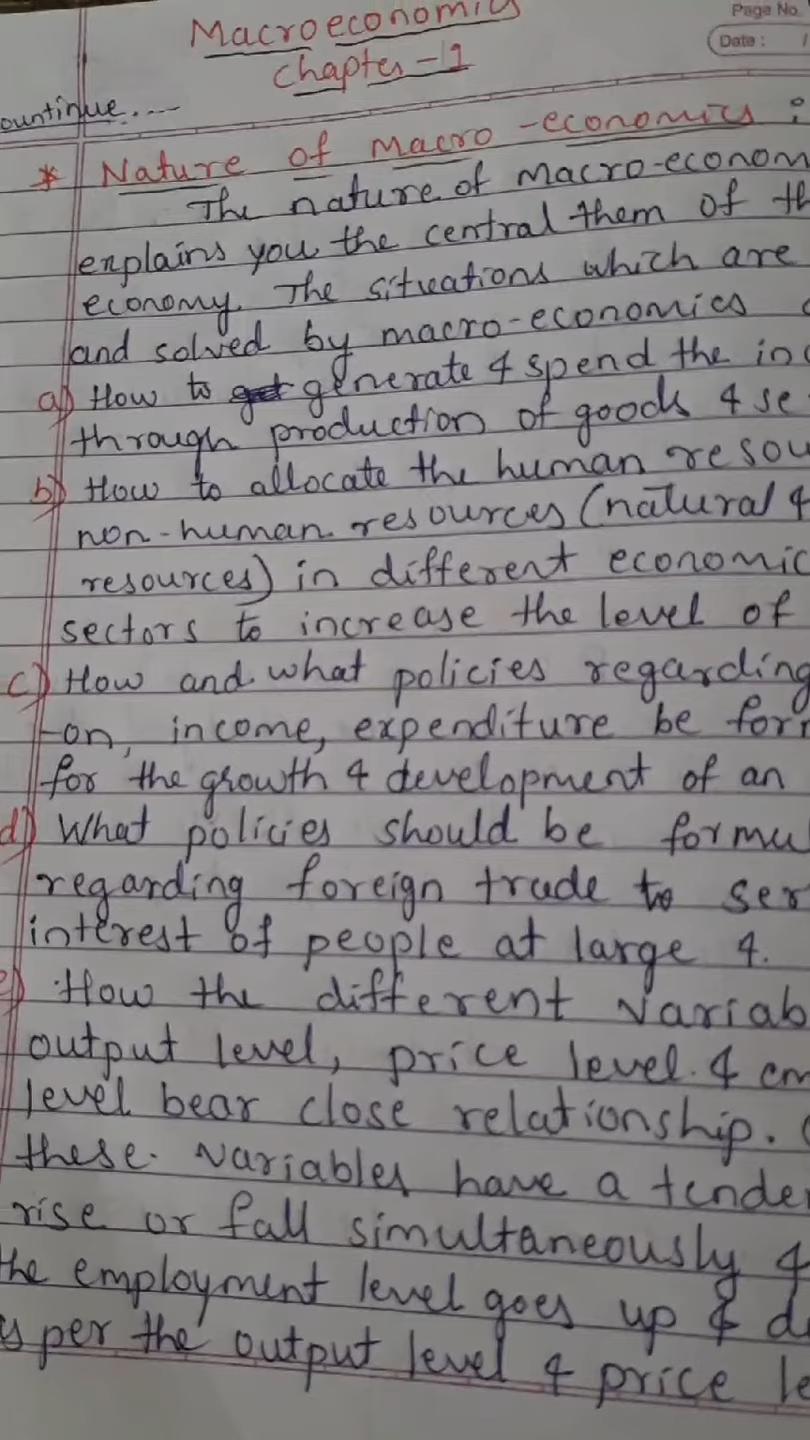 Macroeconomics
Page No.
Date :
Chapter - 1
ountinue....
* Nature of Macro-economics :
The nature of Macro-econom
explains you the central them of th
economy. The situations which are
and solved by macro-economics
a) How to generate & spend the in
through production of goods & se
b) How to allocate the human resou
non-human resources (natural &
resources) in different economic
sectors to increase the level of
c) How and what policies regarding
-on, income, expenditure be for
for the growth & development of an
d) What policies should be formu
regarding foreign trade to ser
interest of people at large &.
e) How the different variab
output level, price level. & em
level bear close relationship.
these. variables have a tende
rise or fall simultaneously &
the employment level goes up & d
s per the output level & price le